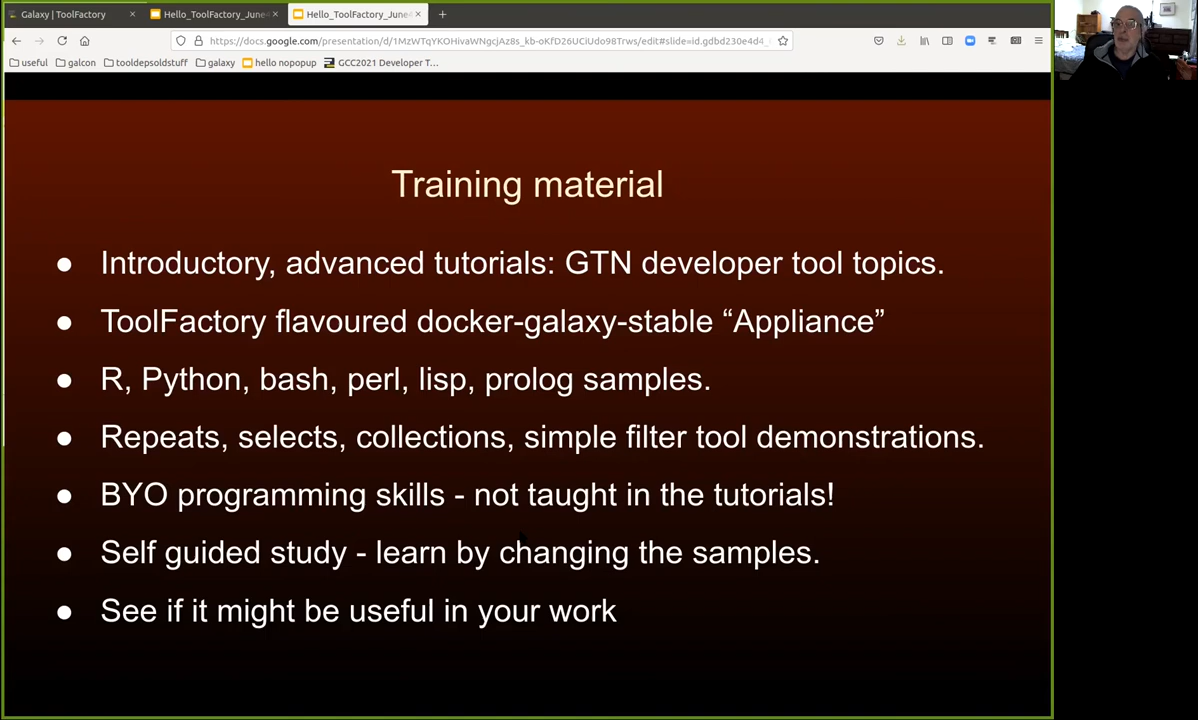 Galaxy | ToolFactory
Hello_ToolFactory_June
Hello_ToolFactory_June
https://docs.google.com/presentation/d/1MzWTqYKOHivaWNgcjAz8s_kb-oKfD26UCiUdo98Trws/edit#slide=id.gdbd230e4d4_
useful galcon tooldepsoldstuff galaxy hello nopopup GCC2021 Developer T...
Training material
● Introductory, advanced tutorials: GTN developer tool topics.
● ToolFactory flavoured docker-galaxy-stable “Appliance”
● R, Python, bash, perl, lisp, prolog samples.
● Repeats, selects, collections, simple filter tool demonstrations.
● BYO programming skills - not taught in the tutorials!
● Self guided study - learn by changing the samples.
● See if it might be useful in your work